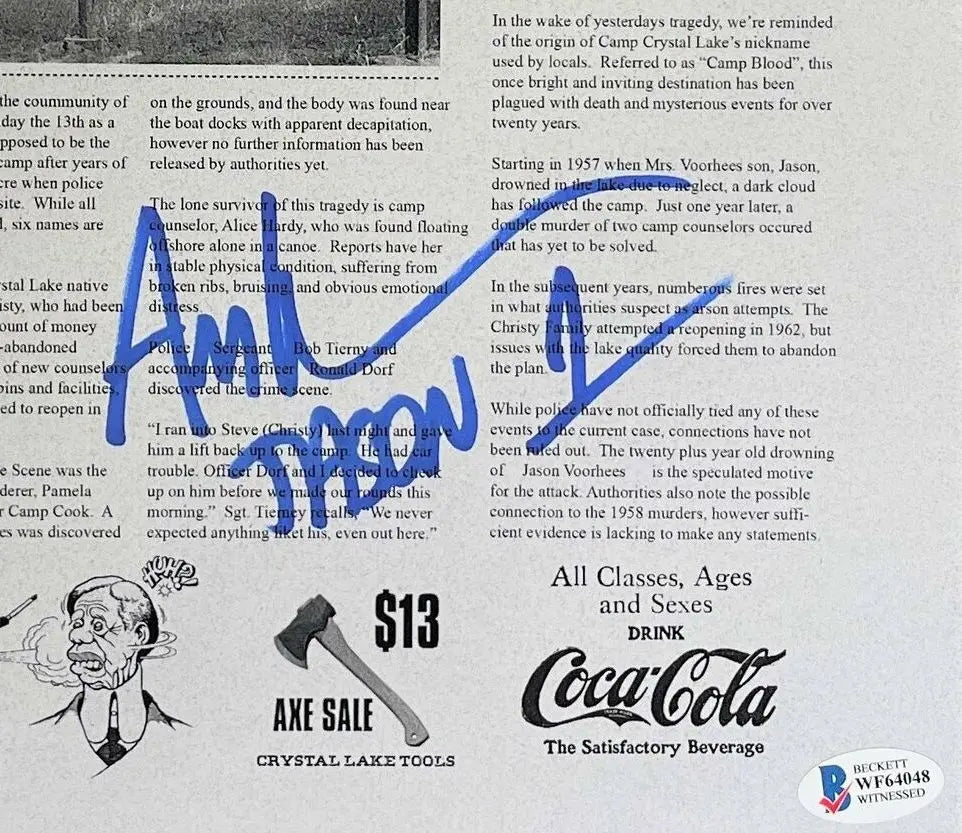 the coummunity of
day the 13th as a
pposed to be the
camp after years of
cre when police
site. While all
, six names are
ystal Lake native
isty, who had been
ount of money
-abandoned
of new counselors
bins and facilities,
ed to reopen in
e Scene was the
derer, Pamela
r Camp Cook. A
es was discovered
on the grounds, and the body was found near
the boat docks with apparent decapitation,
however no further information has been
released by authorities yet.
The lone survivor of this tragedy is camp
counselor, Alice Hardy, who was found floating
offshore alone in a canoe. Reports have her
in stable physical condition, suffering from
broken ribs, bruising, and obvious emotional
distress.
Police Sergeant Bob Tierny and
accompanying officer Ronald Dorf
discovered the crime scene.
“I ran into Steve (Christy) last night and gave
him a lift back up to the camp. He had car
trouble. Officer Dorf and I decided to check
up on him before we made our rounds this
morning.” Sgt. Tierney recalls, “We never
expected anything liket his, even out here.”
In the wake of yesterdays tragedy, we’re reminded
of the origin of Camp Crystal Lake’s nickname
used by locals. Referred to as “Camp Blood”, this
once bright and inviting destination has been
plagued with death and mysterious events for over
twenty years.
Starting in 1957 when Mrs. Voorhees son, Jason,
drowned in the lake due to neglect, a dark cloud
has followed the camp. Just one year later, a
double murder of two camp counselors occured
that has yet to be solved.
In the subsequent years, numberous fires were set
in what authorities suspect as arson attempts. The
Christy Family attempted a reopening in 1962, but
issues with the lake quality forced them to abandon
the plan.
While police have not officially tied any of these
events to the current case, connections have not
been ruled out. The twenty plus year old drowning
of Jason Voorhees is the speculated motive
for the attack. Authorities also note the possible
connection to the 1958 murders, however suffi-
cient evidence is lacking to make any statements.
JASON 1
HUH?!
$13
AXE SALE
CRYSTAL LAKE TOOLS
All Classes, Ages
and Sexes
DRINK
Coca-Cola
The Satisfactory Beverage
BECKETT
WF64048
WITNESSED